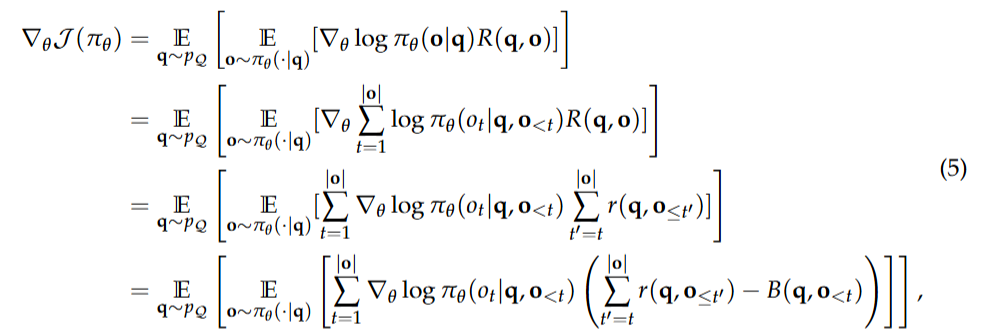 ∇_θ 𝒥(π_θ) = 𝔼_{q∼p_𝒬} [ 𝔼_{o∼π_θ(·|q)} [∇_θ log π_θ(o|q)R(q, o)] ]
= 𝔼_{q∼p_𝒬} [ 𝔼_{o∼π_θ(·|q)} [∇_θ ∑_{t=1}^{|o|} log π_θ(o_t|q, o_{<t})R(q, o)] ]
= 𝔼_{q∼p_𝒬} [ 𝔼_{o∼π_θ(·|q)} [∑_{t=1}^{|o|} ∇_θ log π_θ(o_t|q, o_{<t}) ∑_{t′=t}^{|o|} r(q, o_{≤t′})] ] (5)
= 𝔼_{q∼p_𝒬} [ 𝔼_{o∼π_θ(·|q)} [ ∑_{t=1}^{|o|} ∇_θ log π_θ(o_t|q, o_{<t}) ( ∑_{t′=t}^{|o|} r(q, o_{≤t′}) − B(q, o_{<t}) ) ] ] ,